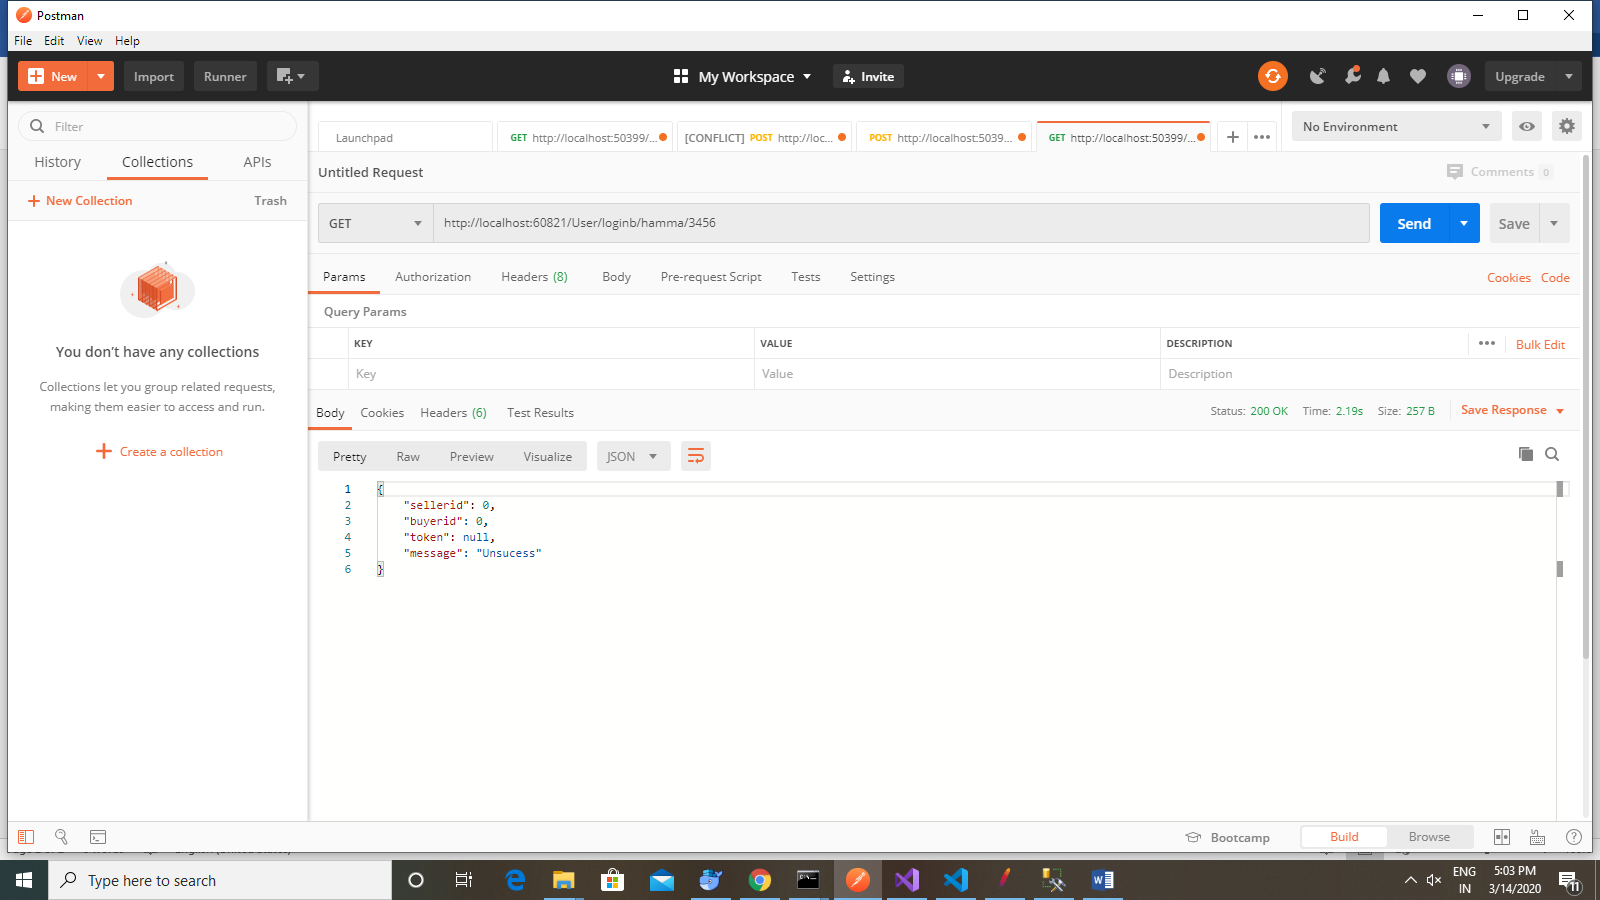 Postman
File Edit View Help
New Import Runner My Workspace Invite Upgrade
Filter
History Collections APIs
New Collection Trash
You don't have any collections
Collections let you group related requests,
making them easier to access and run.
Create a collection
Launchpad GET http://localhost:50399/... [CONFLICT] POST http://loc... POST http://localhost:5039... GET http://localhost:50399/... No Environment
Untitled Request Comments 0
GET http://localhost:60821/User/loginb/hamma/3456 Send Save
Params Authorization Headers (8) Body Pre-request Script Tests Settings Cookies Code
Query Params
KEY VALUE DESCRIPTION Bulk Edit
Key Value Description
Body Cookies Headers (6) Test Results Status: 200 OK Time: 2.19s Size: 257 B Save Response
Pretty Raw Preview Visualize JSON
1 {
2 "sellerid": 0,
3 "buyerid": 0,
4 "token": null,
5 "message": "Unsucess"
6 }
Bootcamp Build Browse
Type here to search
ENG 5:03 PM
IN 3/14/2020 11